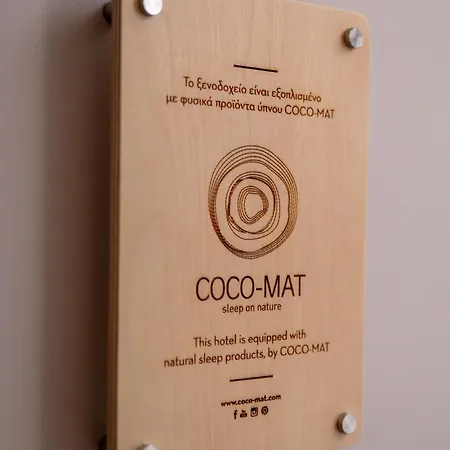 Το ξενοδοχείο είναι εξοπλισμένο
με φυσικά προϊόντα ύπνου COCO-MAT
COCO-MAT
sleep on nature
This hotel is equipped with
natural sleep products, by COCO-MAT
www.coco-mat.com